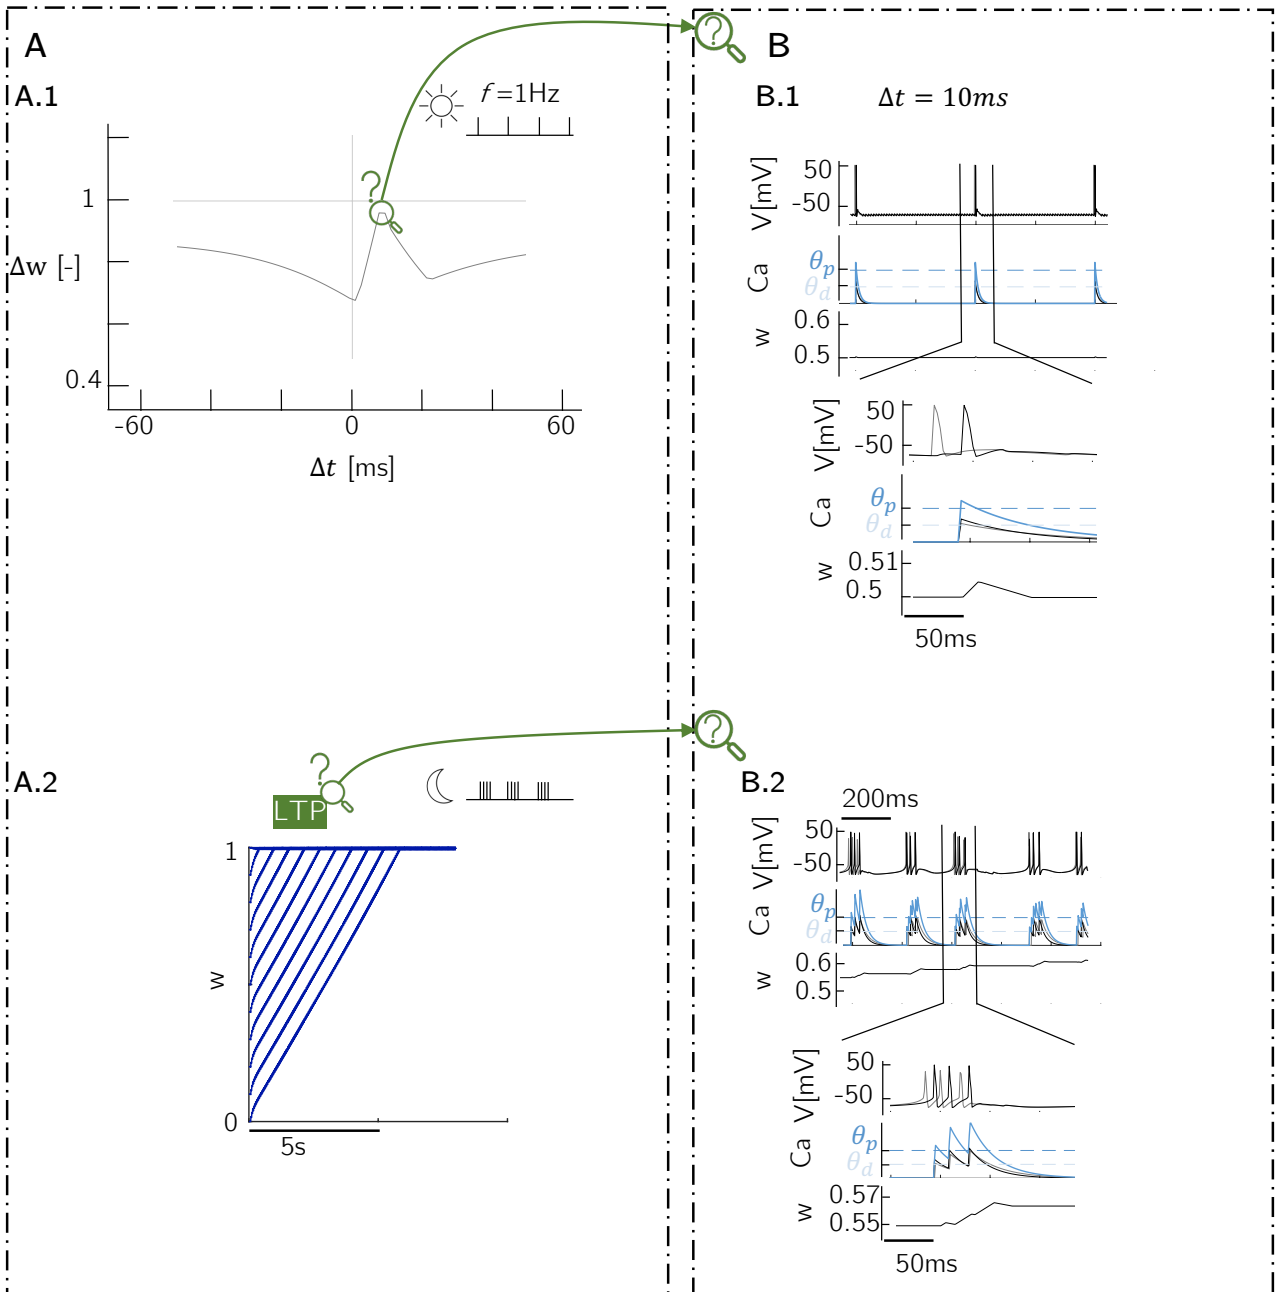 A
A.1
f=1Hz
?
1
Δw [-]
0.4
-60
0
60
Δt [ms]
A.2
?
LTP
1
w
0
5s
?
B
B.1
Δt = 10ms
V[mV]
50
-50
Ca
θp
θd
w
0.6
0.5
V[mV]
50
-50
Ca
θp
θd
w
0.51
0.5
50ms
?
B.2
200ms
V[mV]
50
-50
Ca
θp
θd
w
0.6
0.5
V[mV]
50
-50
Ca
θp
θd
w
0.57
0.55
50ms